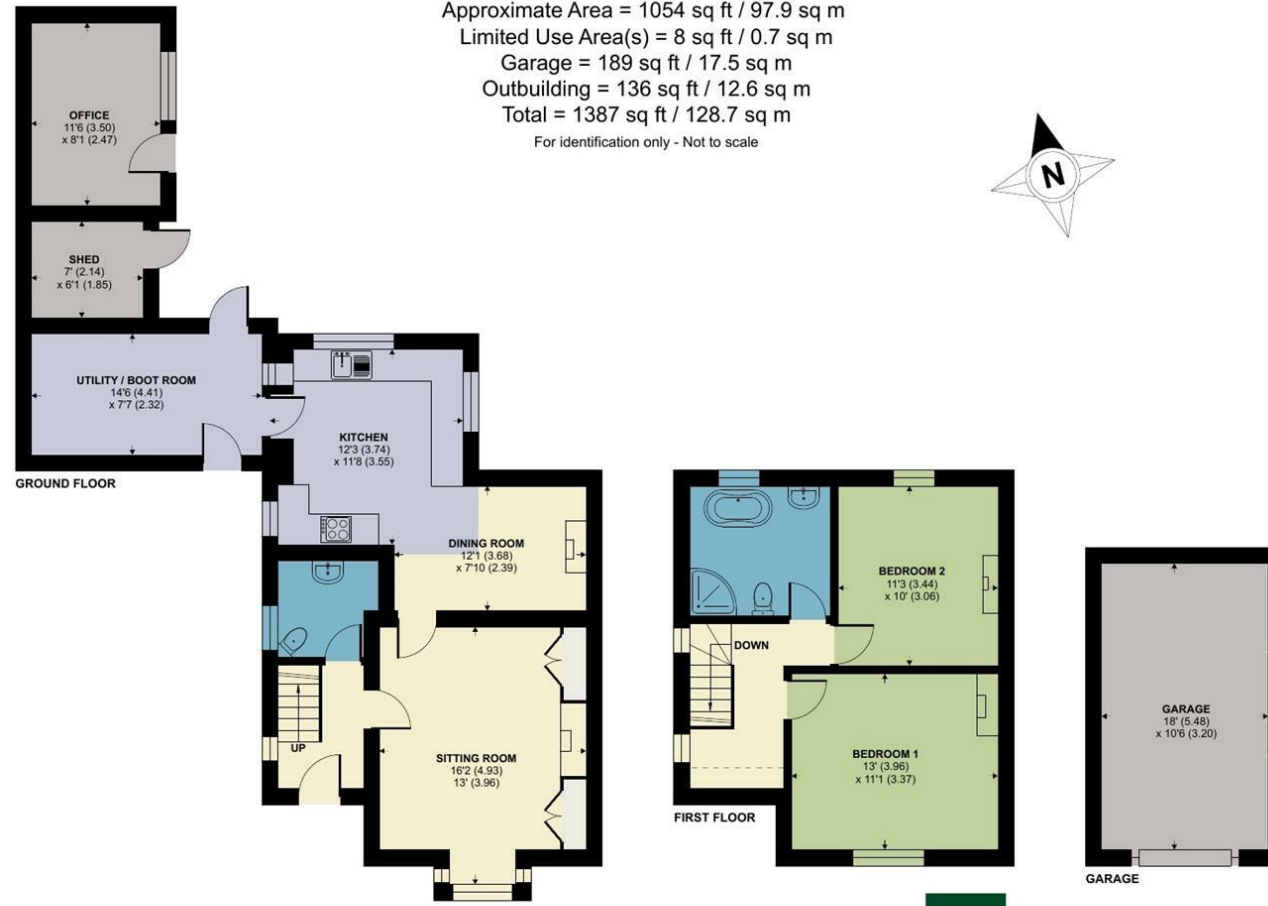 Approximate Area = 1054 sq ft / 97.9 sq m
Limited Use Area(s) = 8 sq ft / 0.7 sq m
Garage = 189 sq ft / 17.5 sq m
Outbuilding = 136 sq ft / 12.6 sq m
Total = 1387 sq ft / 128.7 sq m
For identification only - Not to scale
N
OFFICE
11'6 (3.50)
x 8'1 (2.47)
SHED
7' (2.14)
x 6'1 (1.85)
UTILITY / BOOT ROOM
14'6 (4.41)
x 7'7 (2.32)
GROUND FLOOR
KITCHEN
12'3 (3.74)
x 11'8 (3.55)
DINING ROOM
12'1 (3.68)
x 7'10 (2.39)
UP
SITTING ROOM
16'2 (4.93)
13' (3.96)
DOWN
BEDROOM 2
11'3 (3.44)
x 10' (3.06)
BEDROOM 1
13' (3.96)
x 11'1 (3.37)
FIRST FLOOR
GARAGE
18' (5.48)
x 10'6 (3.20)
GARAGE